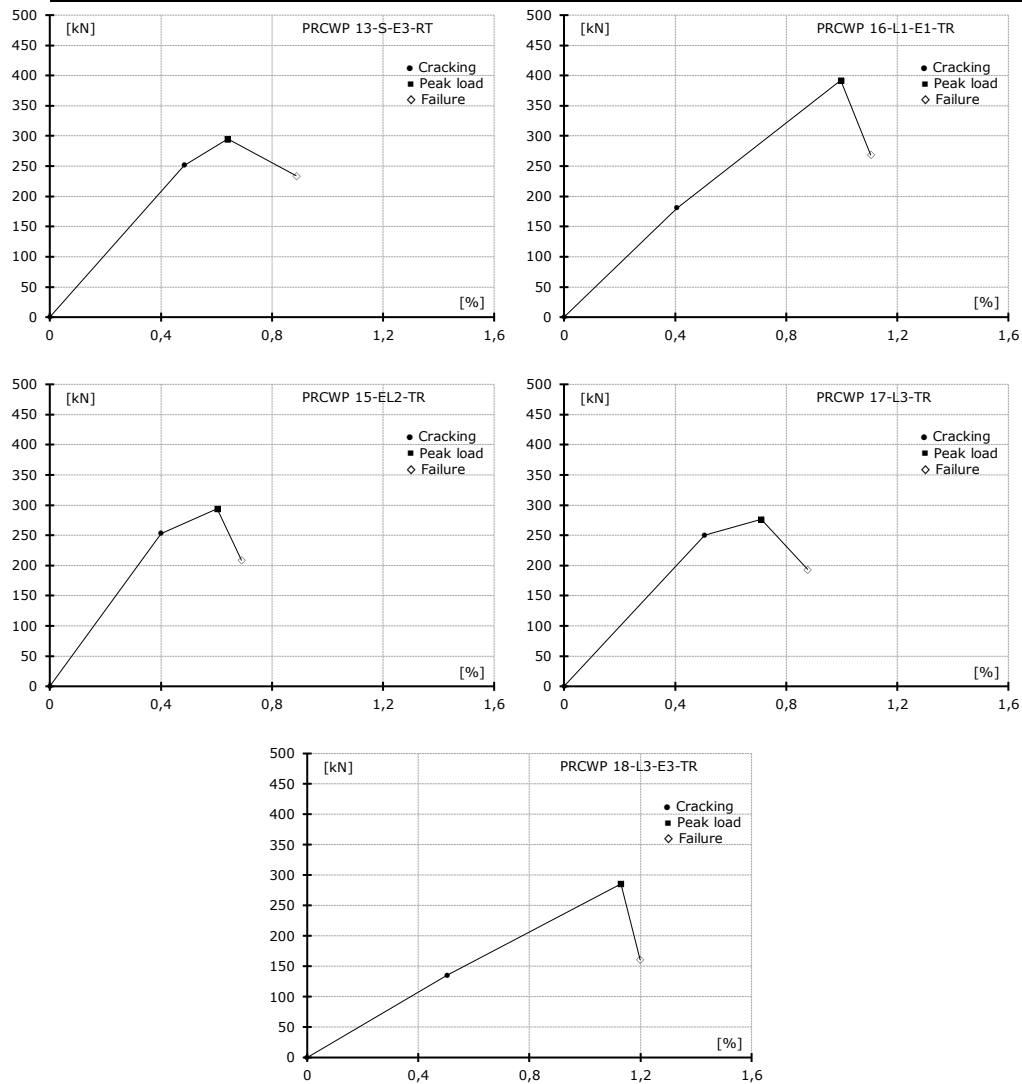 500
[kN]
PRCWP 13-S-E3-RT
450
400
● Cracking
■ Peak load
350
◇ Failure
300
250
200
150
100
50
[%]
0
0 0,4 0,8 1,2 1,6
500
[kN]
PRCWP 16-L1-E1-TR
450
400
● Cracking
■ Peak load
350
◇ Failure
300
250
200
150
100
50
[%]
0
0 0,4 0,8 1,2 1,6
500
[kN]
PRCWP 15-EL2-TR
450
400
● Cracking
■ Peak load
350
◇ Failure
300
250
200
150
100
50
[%]
0
0 0,4 0,8 1,2 1,6
500
[kN]
PRCWP 17-L3-TR
450
400
● Cracking
■ Peak load
350
◇ Failure
300
250
200
150
100
50
[%]
0
0 0,4 0,8 1,2 1,6
500
[kN]
PRCWP 18-L3-E3-TR
450
400
● Cracking
■ Peak load
350
◇ Failure
300
250
200
150
100
50
[%]
0
0 0,4 0,8 1,2 1,6